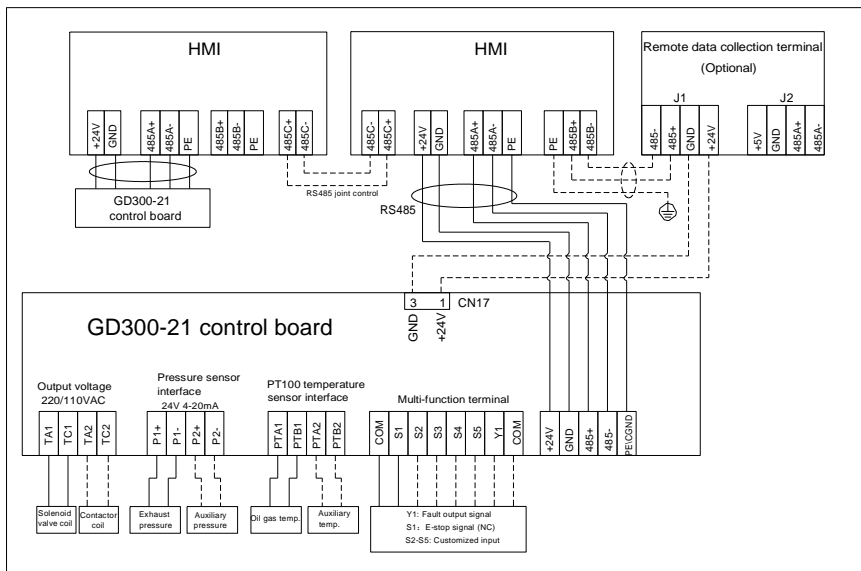 HMI
+24V
GND
485A+
485A-
PE
485B+
485B-
PE
485C+
485C-
GD300-21
control board
HMI
485C-
485C+
+24V
GND
485A+
485A-
PE
PE
485B+
485B-
RS485 joint control
RS485
Remote data collection terminal
(Optional)
J1
485-
485+
GND
+24V
J2
+5V
GND
485A+
485A-
3
1
CN17
GND
+24V
GD300-21 control board
Output voltage
220/110VAC
TA1
TC1
TA2
TC2
Solenoid
valve coil
Contactor
coil
Pressure sensor
interface
24V 4-20mA
P1+
P1-
P2+
P2-
Exhaust
pressure
Auxiliary
pressure
PT100 temperature
sensor interface
PTA1
PTB1
PTA2
PTB2
Oil gas temp.
Auxiliary
temp.
Multi-function terminal
COM
S1
S2
S3
S4
S5
Y1
COM
Y1: Fault output signal
S1: E-stop signal (NC)
S2-S5: Customized input
+24V
GND
485+
485-
PE\CGND